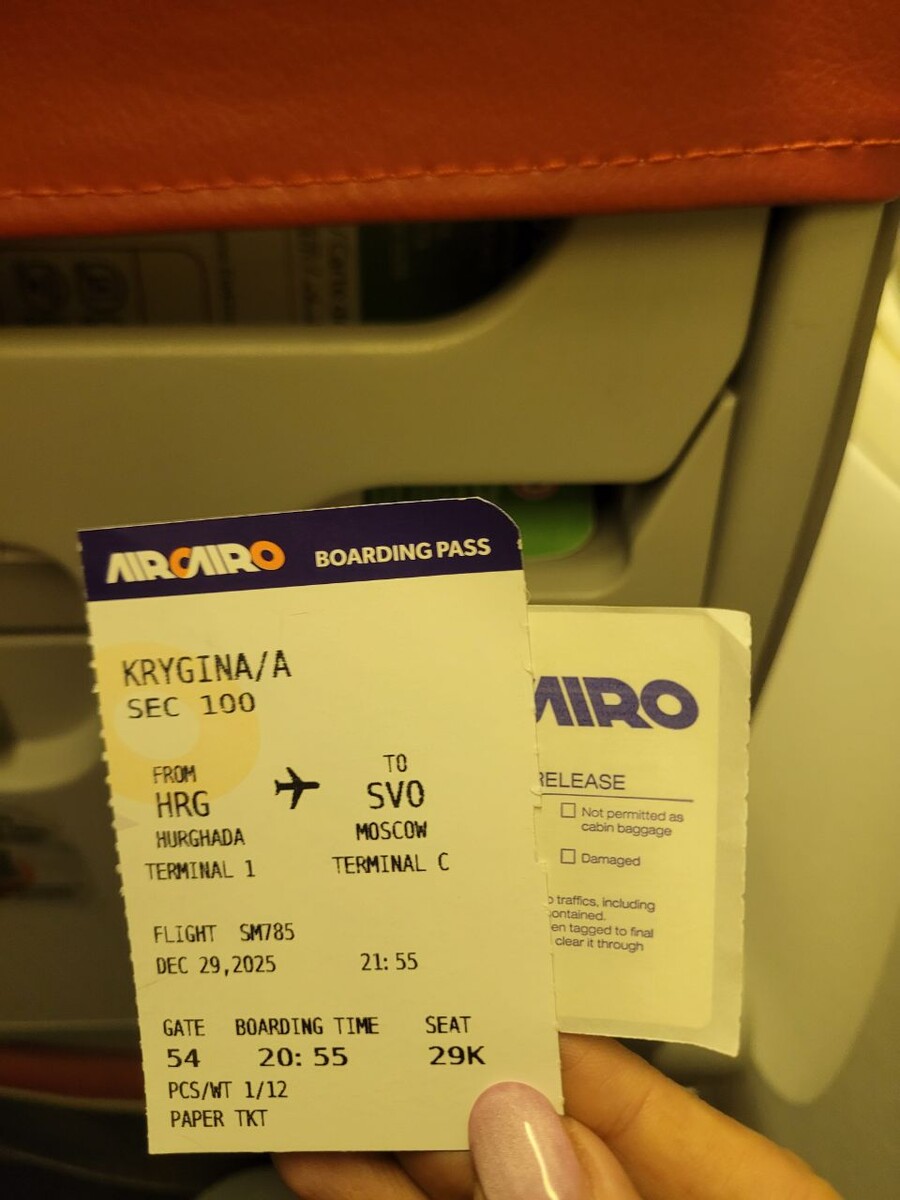 AIRCAIRO BOARDING PASS
KRYGINA/A
SEC 100
FROM TO
HRG SVO
HURGHADA MOSCOW
TERMINAL 1 TERMINAL C
FLIGHT SM785
DEC 29,2025 21:55
GATE BOARDING TIME SEAT
54 20:55 29K
PCS/WT 1/12
PAPER TKT
AIRO
RELEASE
Not permitted as
cabin baggage
Damaged
traffics, including
ontained.
en tagged to final
clear it through